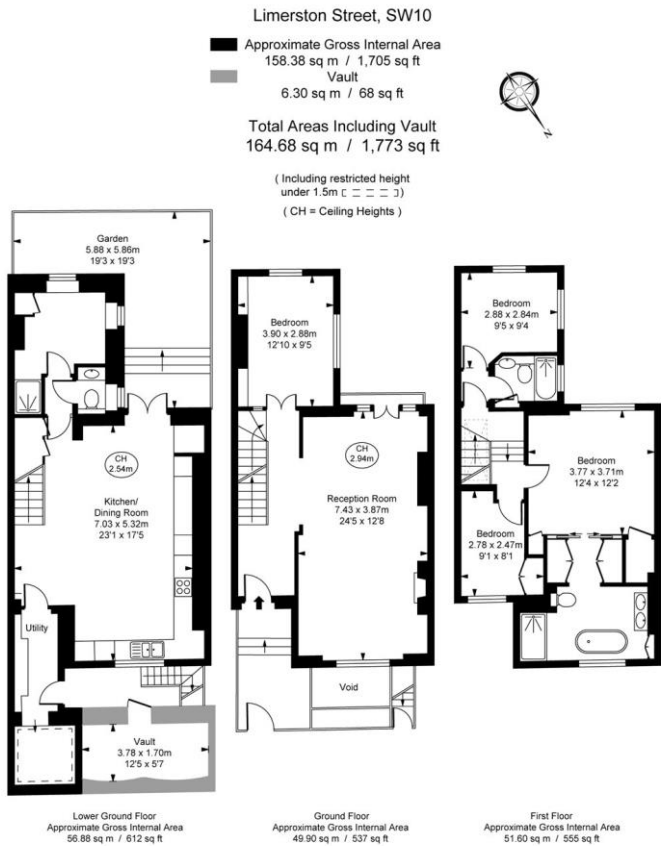 Limerston Street, SW10
Approximate Gross Internal Area
158.38 sq m / 1,705 sq ft
Vault
6.30 sq m / 68 sq ft
Total Areas Including Vault
164.68 sq m / 1,773 sq ft
( Including restricted height
under 1.5m )
( CH = Ceiling Heights )
N
Garden
5.88 x 5.86m
19'3 x 19'3
CH
2.54m
Kitchen/
Dining Room
7.03 x 5.32m
23'1 x 17'5
Utility
Vault
3.78 x 1.70m
12'5 x 5'7
Lower Ground Floor
Approximate Gross Internal Area
56.88 sq m / 612 sq ft
Bedroom
3.90 x 2.88m
12'10 x 9'5
CH
2.94m
Reception Room
7.43 x 3.87m
24'5 x 12'8
Void
Ground Floor
Approximate Gross Internal Area
49.90 sq m / 537 sq ft
Bedroom
2.88 x 2.84m
9'5 x 9'4
Bedroom
3.77 x 3.71m
12'4 x 12'2
Bedroom
2.78 x 2.47m
9'1 x 8'1
First Floor
Approximate Gross Internal Area
51.60 sq m / 555 sq ft